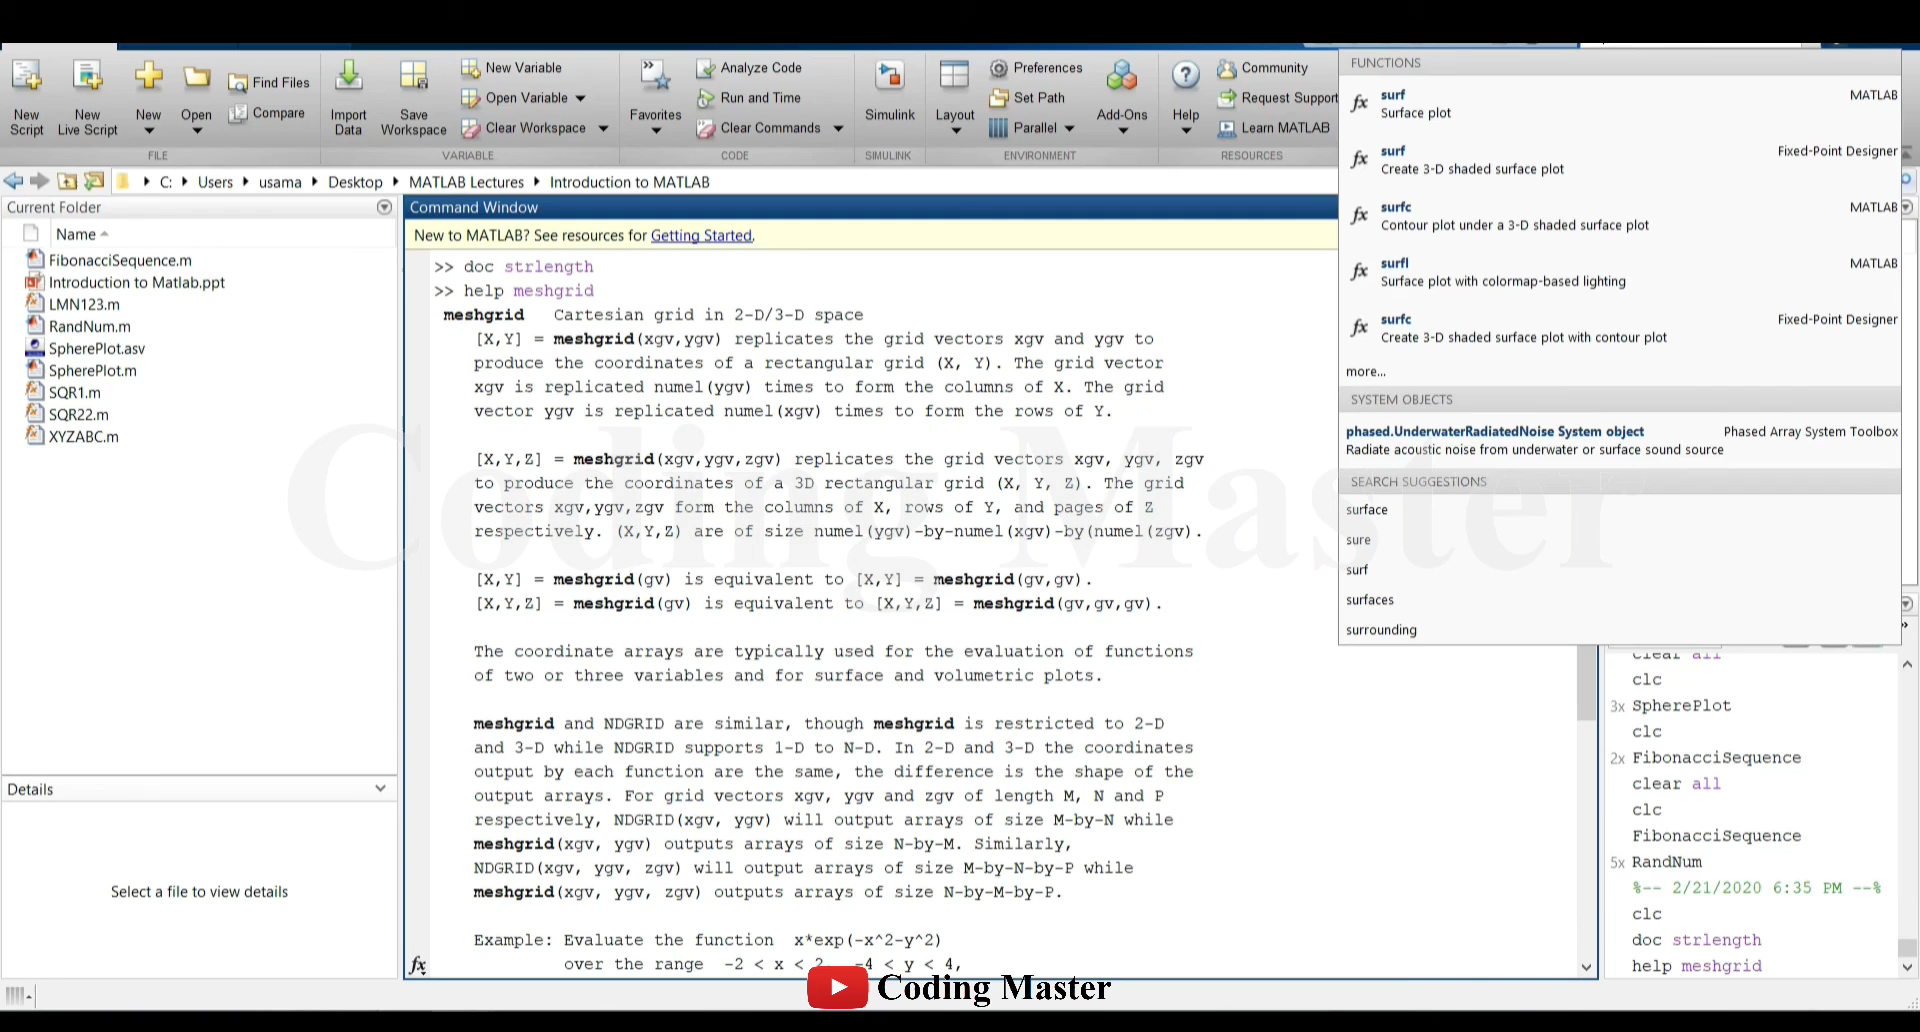 New Script
New Live Script
New
Open
Find Files
Compare
FILE
Import Data
Save Workspace
New Variable
Open Variable
Clear Workspace
VARIABLE
Favorites
Analyze Code
Run and Time
Clear Commands
CODE
Simulink
SIMULINK
Layout
Preferences
Set Path
Parallel
Add-Ons
ENVIRONMENT
Help
Community
Request Support
Learn MATLAB
RESOURCES
C: Users usama Desktop MATLAB Lectures Introduction to MATLAB
Current Folder
Name
FibonacciSequence.m
Introduction to Matlab.ppt
LMN123.m
RandNum.m
SpherePlot.asv
SpherePlot.m
SQR1.m
SQR22.m
XYZABC.m
Details
Select a file to view details
Command Window
New to MATLAB? See resources for Getting Started.
>> doc strlength
>> help meshgrid
meshgrid Cartesian grid in 2-D/3-D space
[X,Y] = meshgrid(xgv,ygv) replicates the grid vectors xgv and ygv to
produce the coordinates of a rectangular grid (X, Y). The grid vector
xgv is replicated numel(ygv) times to form the columns of X. The grid
vector ygv is replicated numel(xgv) times to form the rows of Y.
[X,Y,Z] = meshgrid(xgv,ygv,zgv) replicates the grid vectors xgv, ygv, zgv
to produce the coordinates of a 3D rectangular grid (X, Y, Z). The grid
vectors xgv,ygv,zgv form the columns of X, rows of Y, and pages of Z
respectively. (X,Y,Z) are of size numel(ygv)-by-numel(xgv)-by(numel(zgv).
[X,Y] = meshgrid(gv) is equivalent to [X,Y] = meshgrid(gv,gv).
[X,Y,Z] = meshgrid(gv) is equivalent to [X,Y,Z] = meshgrid(gv,gv,gv).
The coordinate arrays are typically used for the evaluation of functions
of two or three variables and for surface and volumetric plots.
meshgrid and NDGRID are similar, though meshgrid is restricted to 2-D
and 3-D while NDGRID supports 1-D to N-D. In 2-D and 3-D the coordinates
output by each function are the same, the difference is the shape of the
output arrays. For grid vectors xgv, ygv and zgv of length M, N and P
respectively, NDGRID(xgv, ygv) will output arrays of size M-by-N while
meshgrid(xgv, ygv) outputs arrays of size N-by-M. Similarly,
NDGRID(xgv, ygv, zgv) will output arrays of size M-by-N-by-P while
meshgrid(xgv, ygv, zgv) outputs arrays of size N-by-M-by-P.
Example: Evaluate the function x*exp(-x^2-y^2)
over the range -2 < x < 2, -4 < y < 4,
fx
Coding Master
Coding Master
FUNCTIONS
fx surf MATLAB
Surface plot
fx surf Fixed-Point Designer
Create 3-D shaded surface plot
fx surfc MATLAB
Contour plot under a 3-D shaded surface plot
fx surfl MATLAB
Surface plot with colormap-based lighting
fx surfc Fixed-Point Designer
Create 3-D shaded surface plot with contour plot
more...
SYSTEM OBJECTS
phased.UnderwaterRadiatedNoise System object Phased Array System Toolbox
Radiate acoustic noise from underwater or surface sound source
SEARCH SUGGESTIONS
surface
sure
surf
surfaces
surrounding
clear all
clc
3x SpherePlot
clc
2x FibonacciSequence
clear all
clc
FibonacciSequence
5x RandNum
%-- 2/21/2020 6:35 PM --%
clc
doc strlength
help meshgrid